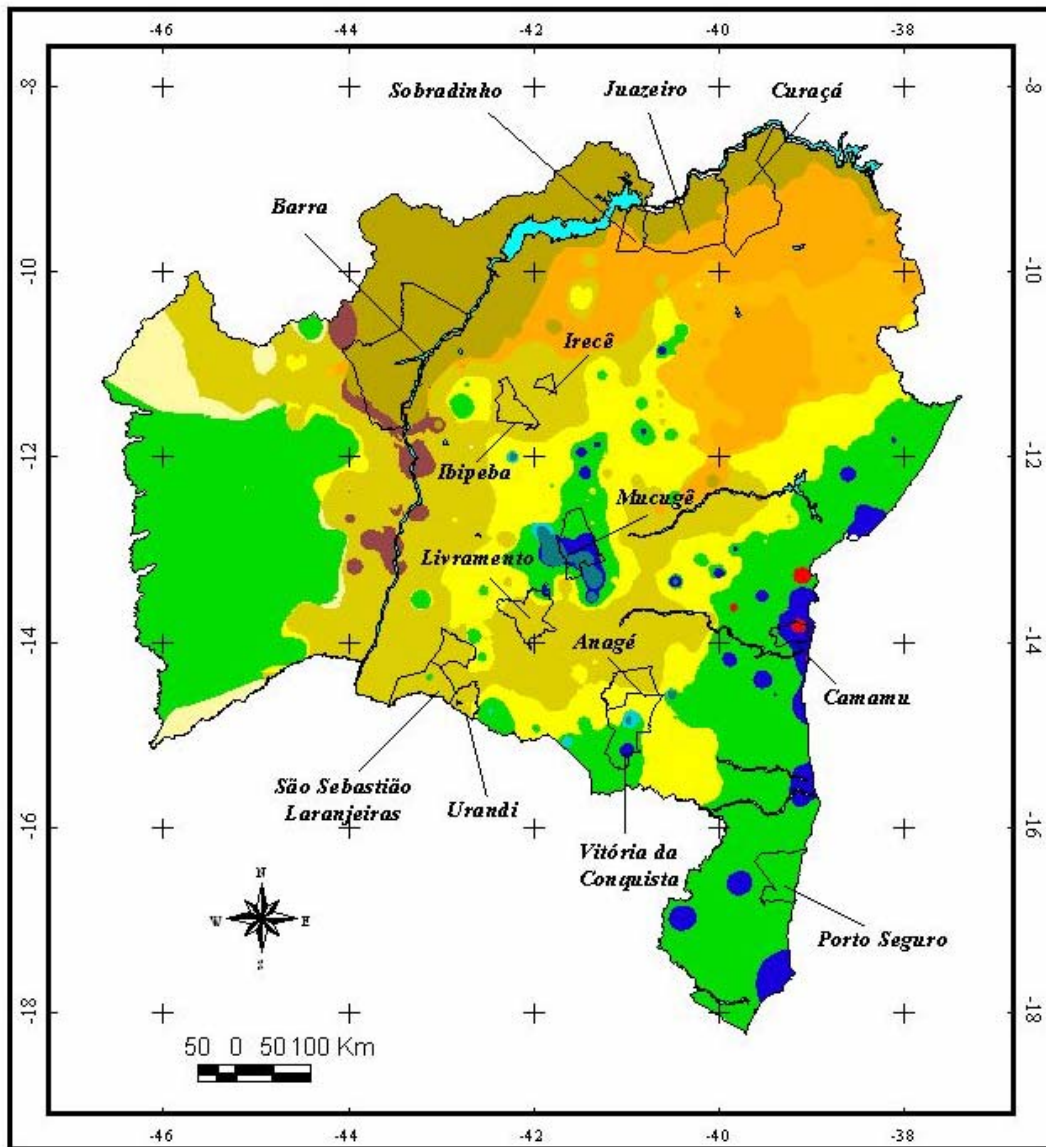 -46 -44 -42 -40 -38
-8 -8
Sobradinho Juazeiro Curaçá
Barra
-10 -10
Irecê
-12 -12
Ibipeba
Mucugê
Livramento
-14 -14
Anagé
Camamu
São Sebastião
Laranjeiras
Urandi
-16 -16
Vitória da
Conquista
N
W E
S
Porto Seguro
-18 -18
50 0 50 100 Km
-46 -44 -42 -40 -38